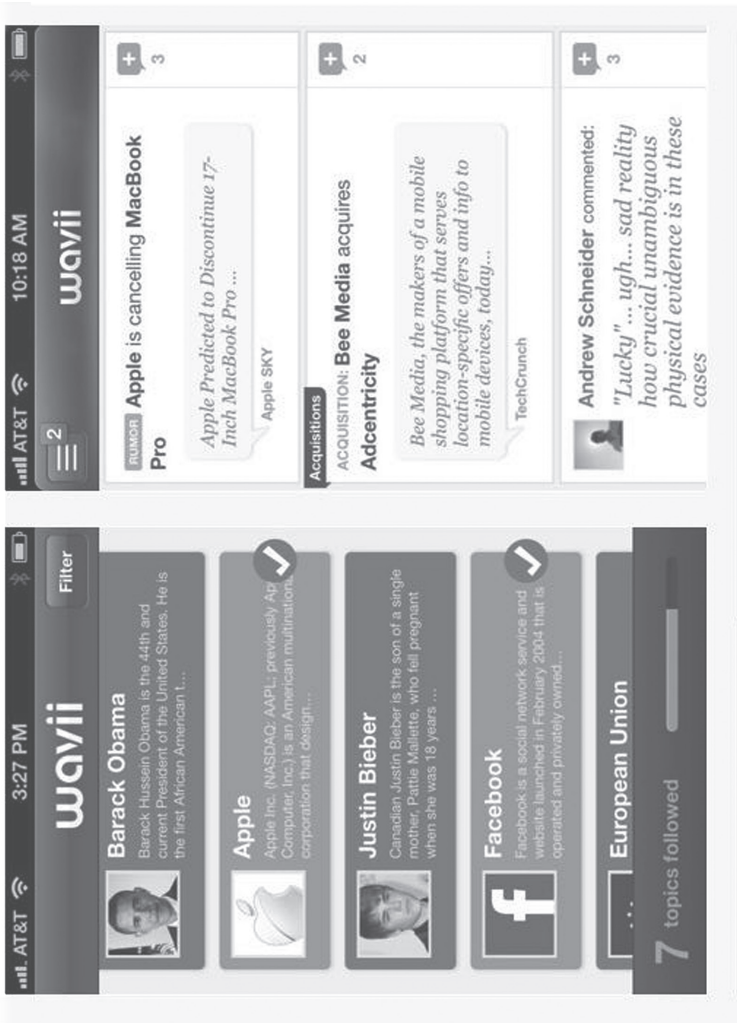 AT&T 3:27 PM
wavii
Filter
Barack Obama
Barack Hussein Obama is the 44th and
current President of the United States. He is
the first African American t...
Apple
Apple Inc. (NASDAQ: AAPL; previously Ap
Computer, Inc.) is an American multinationa
corporation that design...
Justin Bieber
Canadian Justin Bieber is the son of a single
mother, Pattie Mallette, who fell pregnant
when she was 18 years ...
Facebook
Facebook is a social network service and
website launched in February 2004 that is
operated and privately owned...
European Union
7 topics followed
AT&T 10:18 AM
2
wavii
RUMOR Apple is cancelling MacBook
Pro
3
Apple Predicted to Discontinue 17-
Inch MacBook Pro ...
Apple SKY
Acquisitions
ACQUISITION: Bee Media acquires
Adcentricity
2
Bee Media, the makers of a mobile
shopping platform that serves
location-specific offers and info to
mobile devices, today...
TechCrunch
Andrew Schneider commented:
3
"Lucky" ... ugh... sad reality
how crucial unambiguous
physical evidence is in these
cases